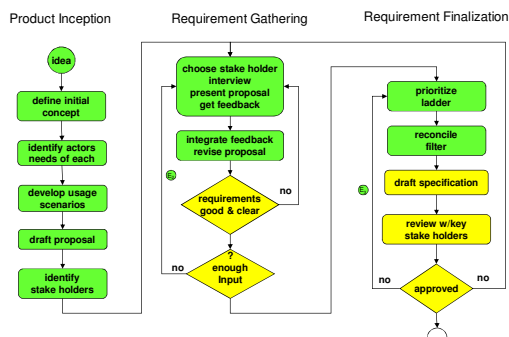 Product Inception
Requirement Gathering
Requirement Finalization
idea
define initial
concept
identify actors
needs of each
develop usage
scenarios
draft proposal
identify
stake holders
choose stake holder
interview
present proposal
get feedback
integrate feedback
revise proposal
requirements
good & clear
no
?
enough
Input
no
prioritize
ladder
reconcile
filter
draft specification
review w/key
stake holders
approved
no
no